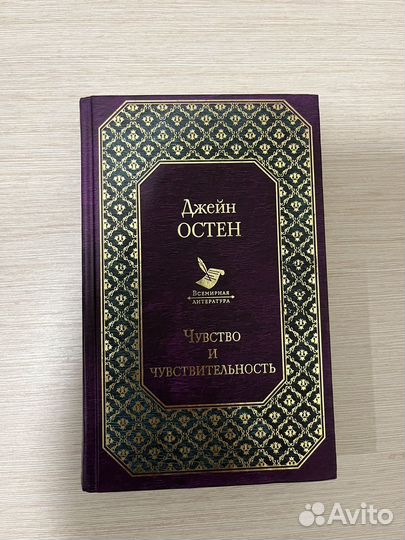 Джейн
ОСТЕН
Всемирная
литература
Чувство
и
чувствительность
Avito